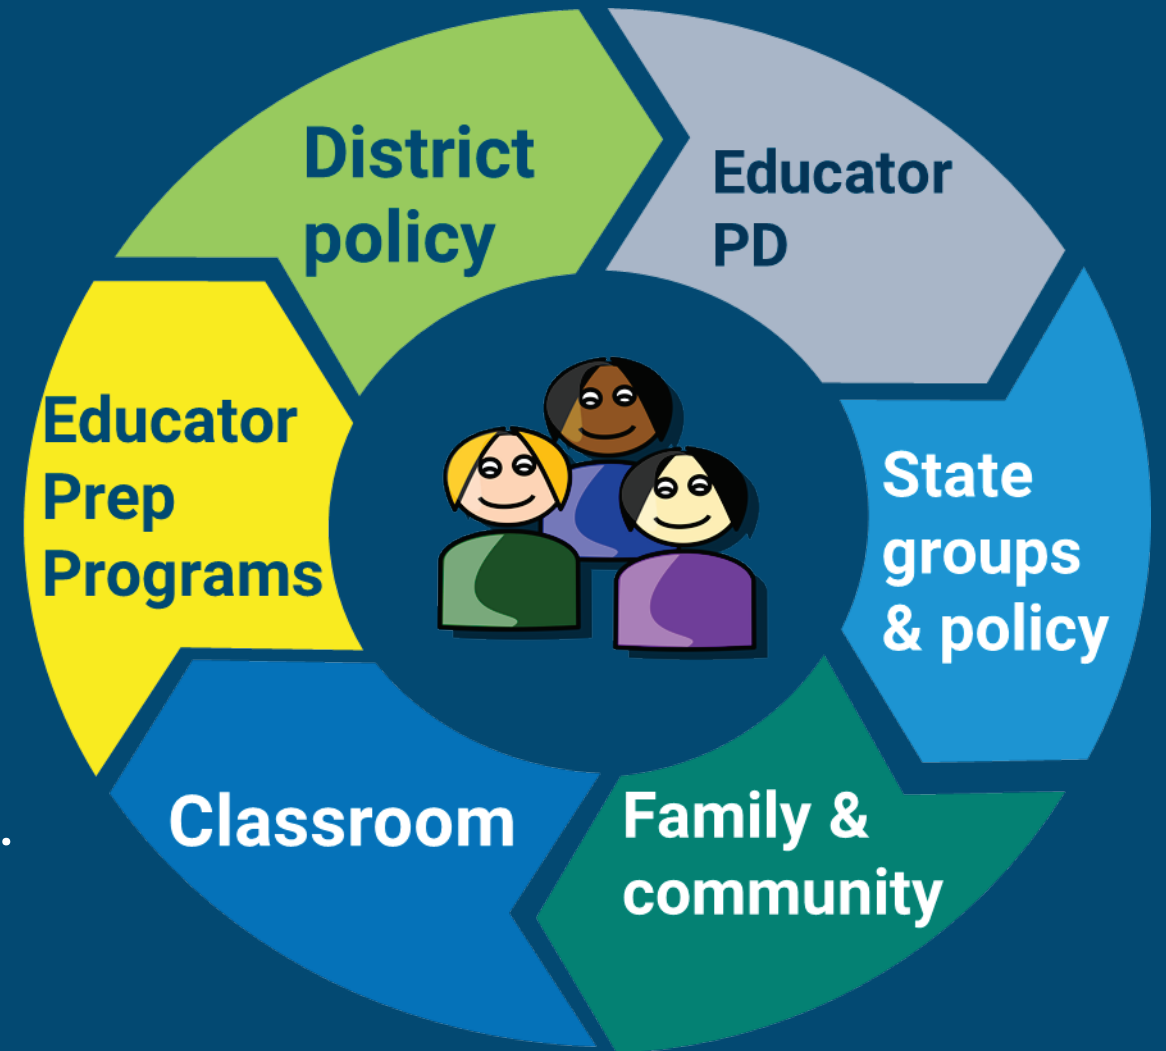 District
policy
Educator
PD
State
groups
& policy
Family &
community
Classroom
Educator
Prep
Programs
.